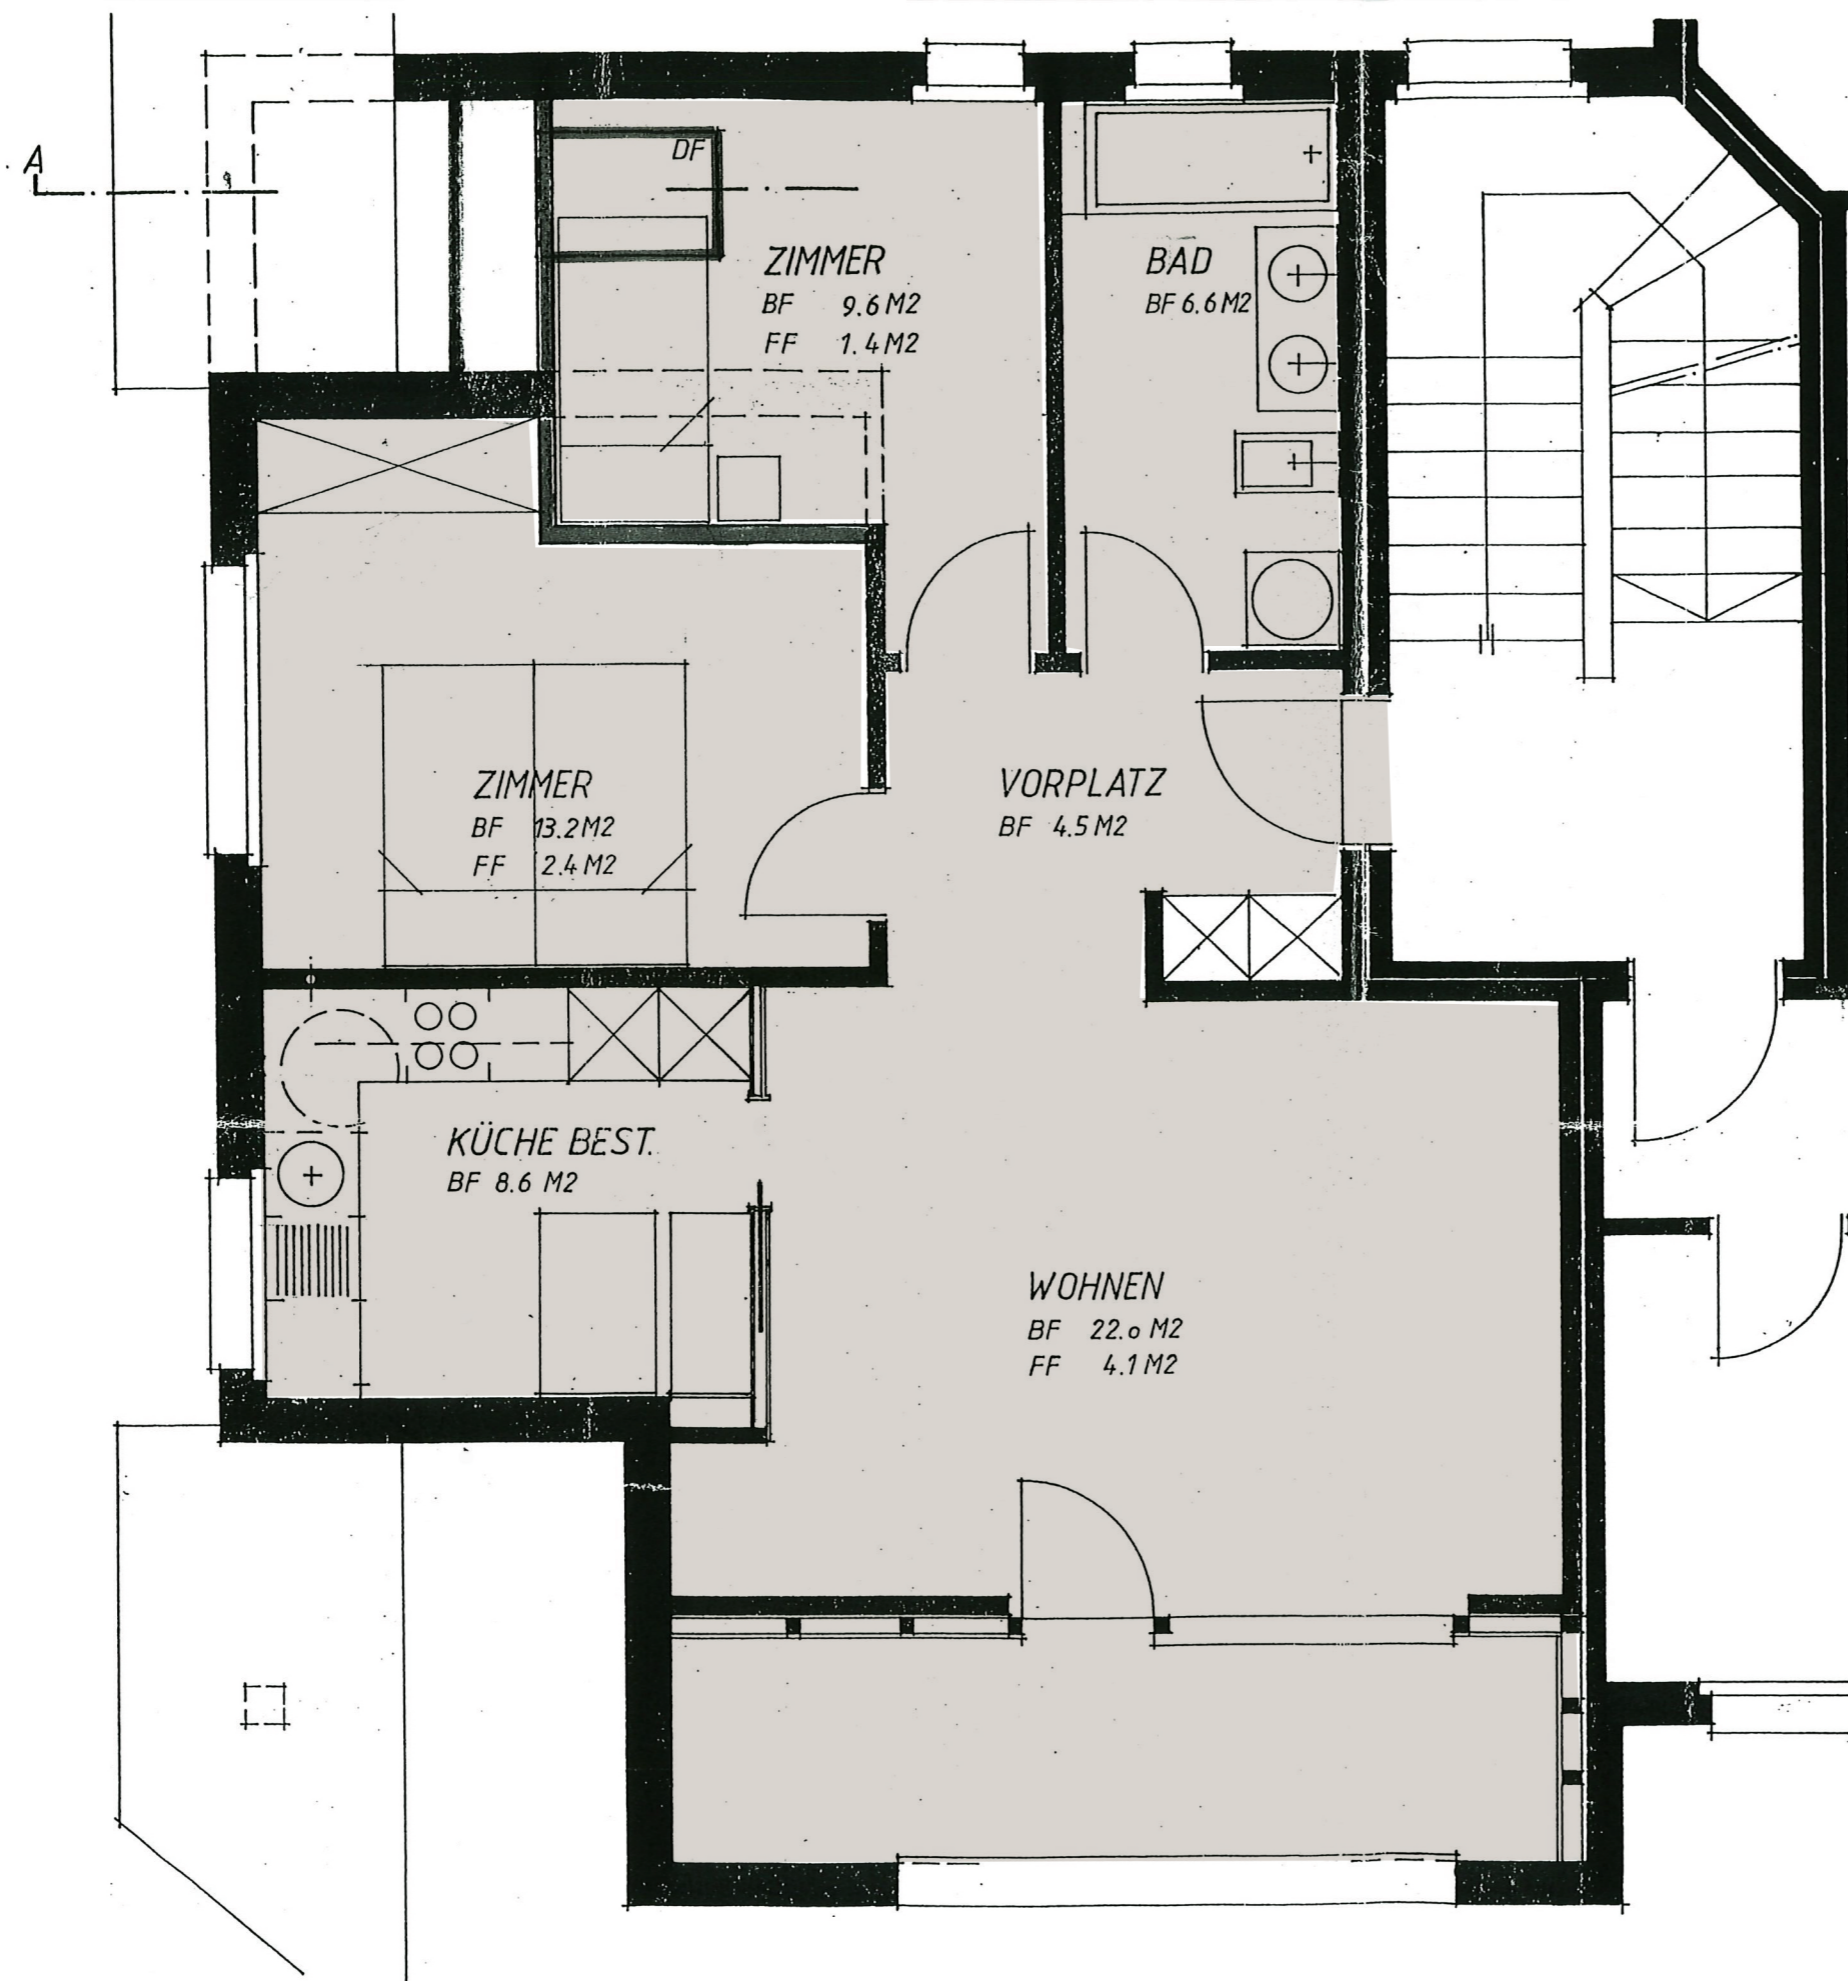 A
DF
ZIMMER
BF 9.6 M2
FF 1.4 M2
BAD
BF 6.6 M2
ZIMMER
BF 13.2 M2
FF 2.4 M2
VORPLATZ
BF 4.5 M2
KÜCHE BEST.
BF 8.6 M2
WOHNEN
BF 22.0 M2
FF 4.1 M2